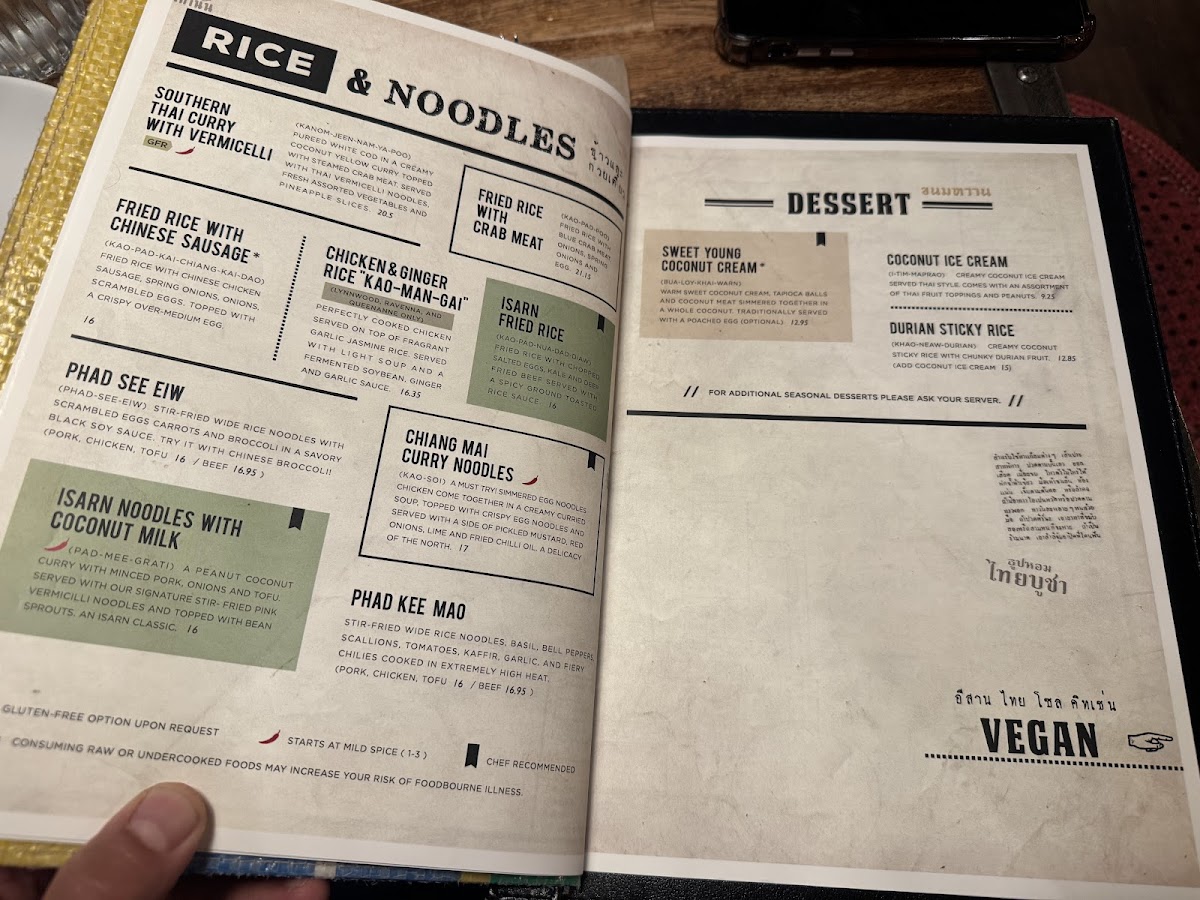 RICE & NOODLES
SOUTHERN
THAI CURRY
WITH VERMICELLI
GFR
(KANOM-JEEN-NAM-YA-POO)
PUREED WHITE COD IN A CREAMY
COCONUT YELLOW CURRY TOPPED
WITH STEAMED CRAB MEAT. SERVED
WITH THAI VERMICELLI NOODLES,
FRESH ASSORTED VEGETABLES AND
PINEAPPLE SLICES. 20.5
FRIED RICE
WITH
CRAB MEAT
(KAO-PAD-POO)
FRIED RICE WITH
BLUE CRAB MEAT
ONIONS, SPRING
ONIONS AND
EGG. 21.15
FRIED RICE WITH
CHINESE SAUSAGE*
(KAO-PAD-KAI-CHIANG-KAI-DAO)
FRIED RICE WITH CHINESE CHICKEN
SAUSAGE, SPRING ONIONS, ONIONS,
SCRAMBLED EGGS. TOPPED WITH
A CRISPY OVER-MEDIUM EGG.
16
CHICKEN & GINGER
RICE "KAO-MAN-GAI"
(LYNNWOOD, RAVENNA, AND
QUEENANNE ONLY)
PERFECTLY COOKED CHICKEN
SERVED ON TOP OF FRAGRANT
GARLIC JASMINE RICE. SERVED
WITH LIGHT SOUP AND A
FERMENTED SOYBEAN, GINGER
AND GARLIC SAUCE. 16.35
ISARN
FRIED RICE
(KAO-PAD-NUA-DAD-DIAW)
FRIED RICE WITH CHOPPED
SALTED EGGS, KALE AND DEEP
FRIED BEEF SERVED WITH
A SPICY GROUND TOASTED
RICE SAUCE. 16
PHAD SEE EIW
(PHAD-SEE-EIW) STIR-FRIED WIDE RICE NOODLES WITH
SCRAMBLED EGGS CARROTS AND BROCCOLI IN A SAVORY
BLACK SOY SAUCE. TRY IT WITH CHINESE BROCCOLI!
(PORK, CHICKEN, TOFU 16 / BEEF 16.95 )
CHIANG MAI
CURRY NOODLES
(KAO-SOI) A MUST TRY! SIMMERED EGG NOODLES
CHICKEN COME TOGETHER IN A CREAMY CURRIED
SOUP, TOPPED WITH CRISPY EGG NOODLES AND
SERVED WITH A SIDE OF PICKLED MUSTARD, RED
ONIONS, LIME AND FRIED CHILLI OIL, A DELICACY
OF THE NORTH. 17
ISARN NOODLES WITH
COCONUT MILK
(PAD-MEE-GRATI) A PEANUT COCONUT
CURRY WITH MINCED PORK, ONIONS AND TOFU.
SERVED WITH OUR SIGNATURE STIR- FRIED PINK
VERMICELLI NOODLES AND TOPPED WITH BEAN
SPROUTS. AN ISARN CLASSIC. 16
PHAD KEE MAO
STIR-FRIED WIDE RICE NOODLES, BASIL, BELL PEPPERS,
SCALLIONS, TOMATOES, KAFFIR, GARLIC, AND FIERY
CHILIES COOKED IN EXTREMELY HIGH HEAT.
(PORK, CHICKEN, TOFU 16 / BEEF 16.95 )
GLUTEN-FREE OPTION UPON REQUEST
STARTS AT MILD SPICE ( 1-3 )
CHEF RECOMMENDED
CONSUMING RAW OR UNDERCOOKED FOODS MAY INCREASE YOUR RISK OF FOODBOURNE ILLNESS.
DESSERT ขนมหวาน
SWEET YOUNG
COCONUT CREAM*
(BUA-LOY-KHAI-WARN)
WARM SWEET COCONUT CREAM, TAPIOCA BALLS
AND COCONUT MEAT SIMMERED TOGETHER IN
A WHOLE COCONUT. TRADITIONALLY SERVED
WITH A POACHED EGG (OPTIONAL) 12.95
COCONUT ICE CREAM
(I-TIM-MAPRAO) CREAMY COCONUT ICE CREAM
SERVED THAI STYLE. COMES WITH AN ASSORTMENT
OF THAI FRUIT TOPPINGS AND PEANUTS. 9.25
DURIAN STICKY RICE
(KHAO-NEAW-DURIAN) CREAMY COCONUT
STICKY RICE WITH CHUNKY DURIAN FRUIT. 12.85
(ADD COCONUT ICE CREAM 15)
// FOR ADDITIONAL SEASONAL DESSERTS PLEASE ASK YOUR SERVER. //
ธูปหอม
ไทยบูชา
อีสาน ไทย โซล คิทเช่น
VEGAN